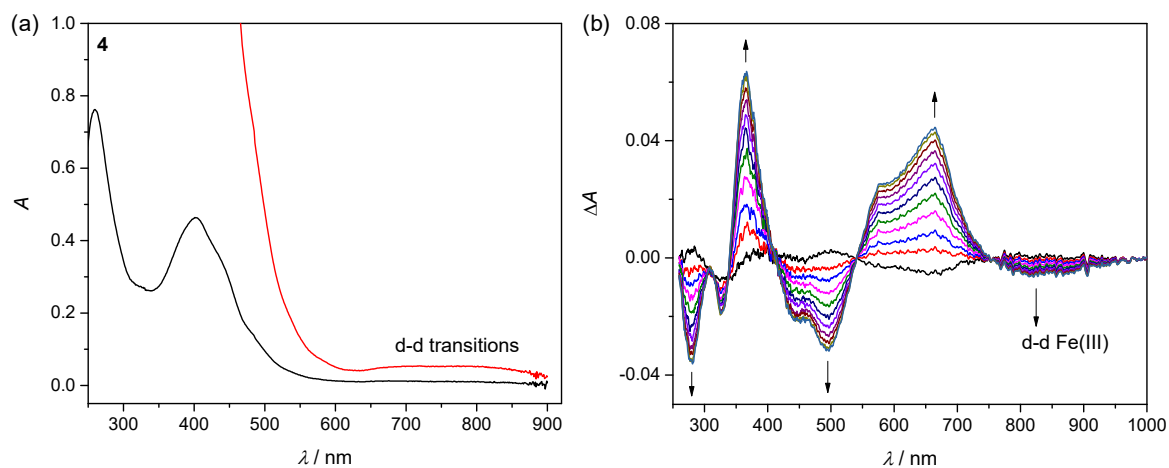 (a)
4
1.0
0.8
0.6
0.4
0.2
0.0
A
d-d transitions
300 400 500 600 700 800 900
λ / nm
(b)
0.08
0.04
0.00
-0.04
ΔA
d-d Fe(III)
300 400 500 600 700 800 900 1000
λ / nm